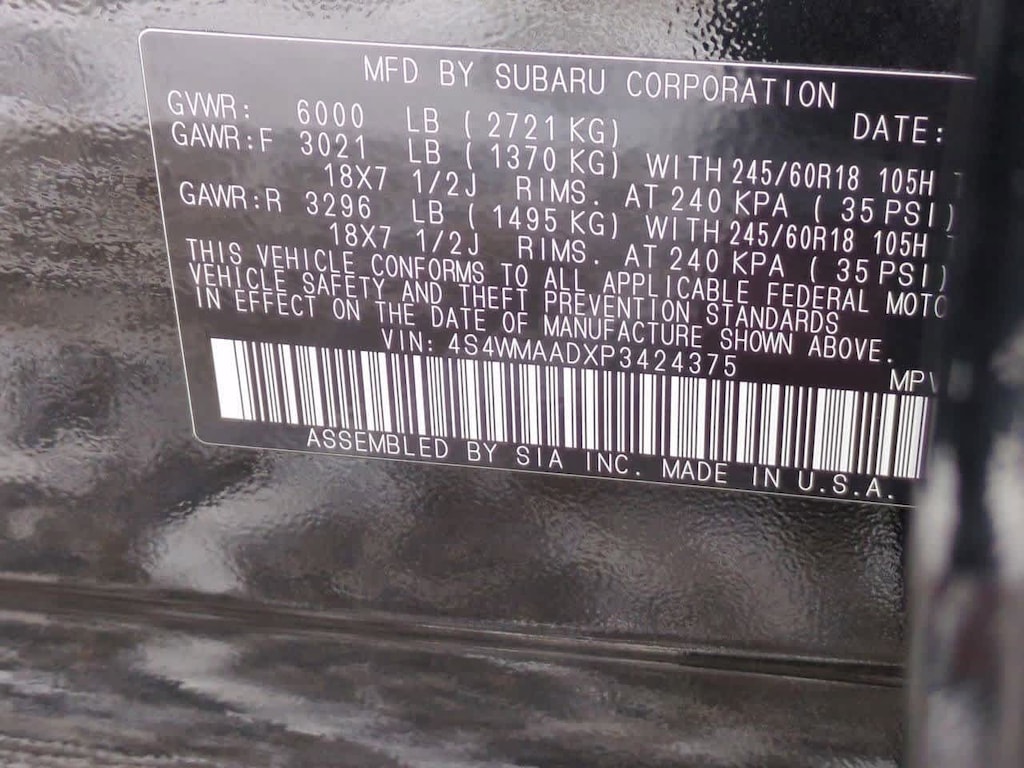 MFD BY SUBARU CORPORATION
GVWR: 6000 LB ( 2721 KG) DATE:
GAWR:F 3021 LB ( 1370 KG) WITH 245/60R18 105H
18X7 1/2J RIMS. AT 240 KPA ( 35 PSI)
GAWR:R 3296 LB ( 1495 KG) WITH 245/60R18 105H
18X7 1/2J RIMS. AT 240 KPA ( 35 PSI)
THIS VEHICLE CONFORMS TO ALL APPLICABLE FEDERAL MOTO
VEHICLE SAFETY AND THEFT PREVENTION STANDARDS
IN EFFECT ON THE DATE OF MANUFACTURE SHOWN ABOVE.
VIN: 4S4WMAADXP3424375 MPV
ASSEMBLED BY SIA INC. MADE IN U.S.A.